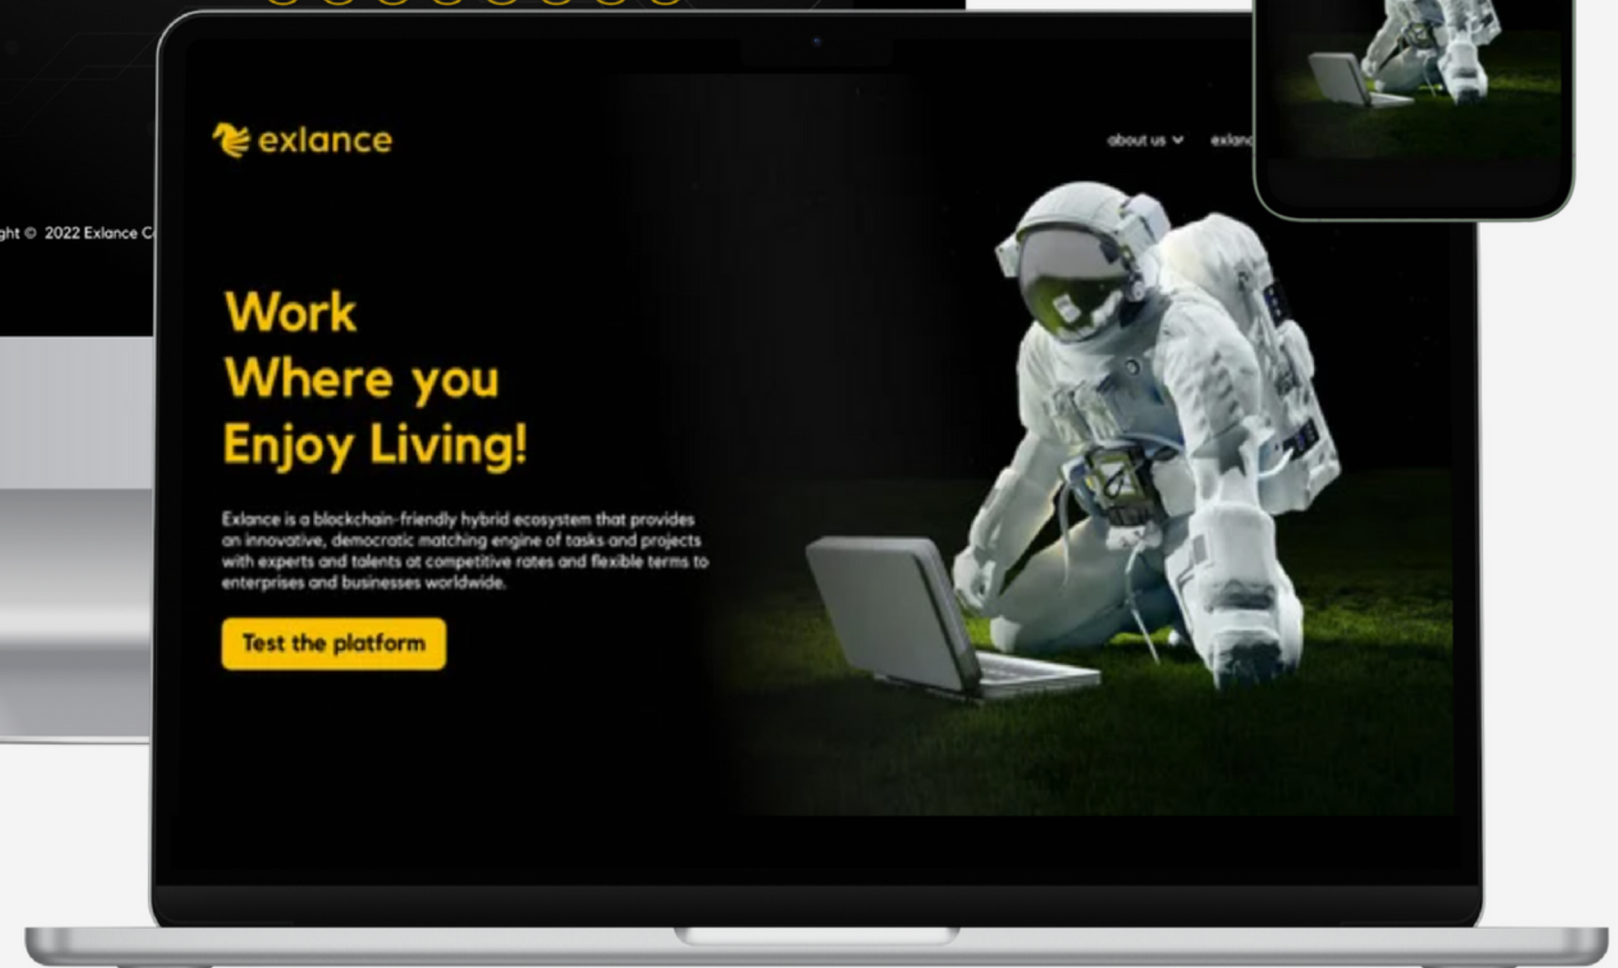 exlance
about us
ght © 2022 Exlance
Work
Where you
Enjoy Living!
Exlance is a blockchain-friendly hybrid ecosystem that provides
an innovative, democratic matching engine of tasks and projects
with experts and talents at competitive rates and flexible terms to
enterprises and businesses worldwide.
Test the platform